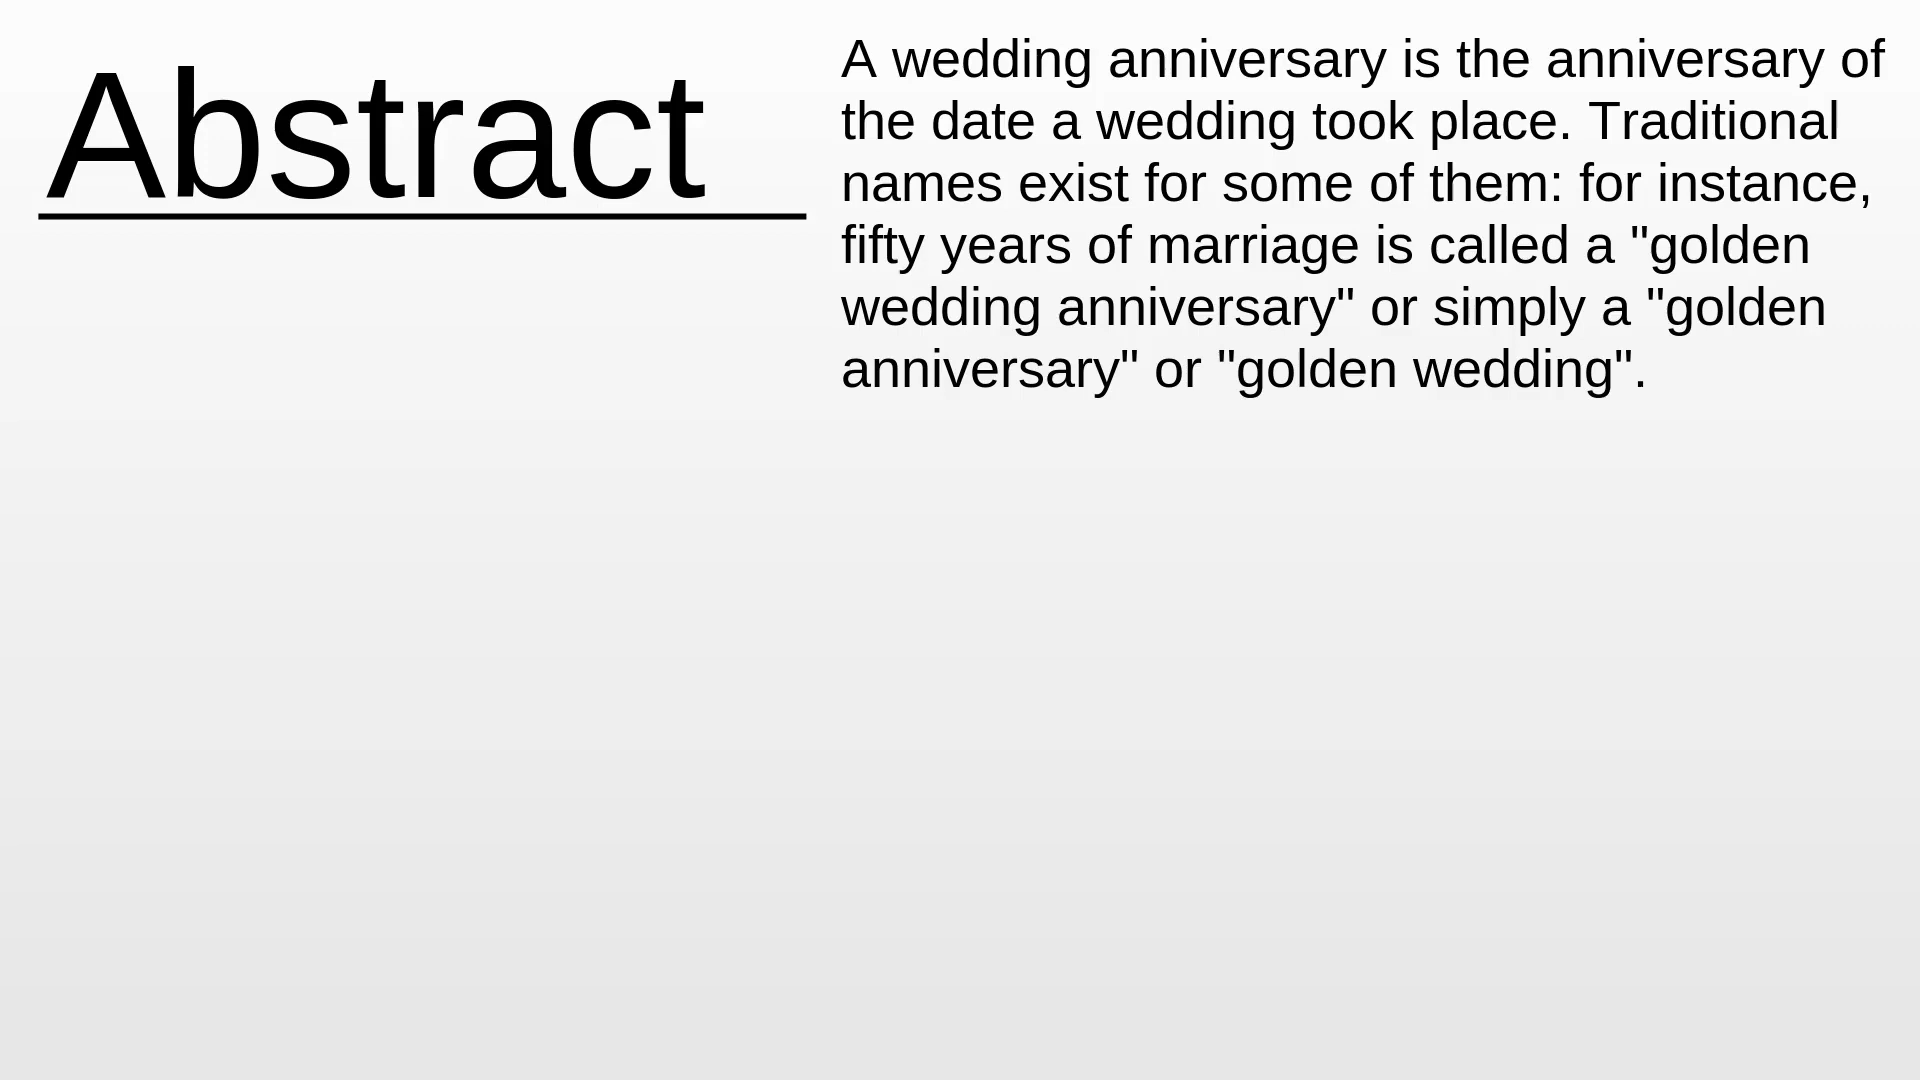 Abstract
A wedding anniversary is the anniversary of
the date a wedding took place. Traditional
names exist for some of them: for instance,
fifty years of marriage is called a "golden
wedding anniversary" or simply a "golden
anniversary" or "golden wedding".